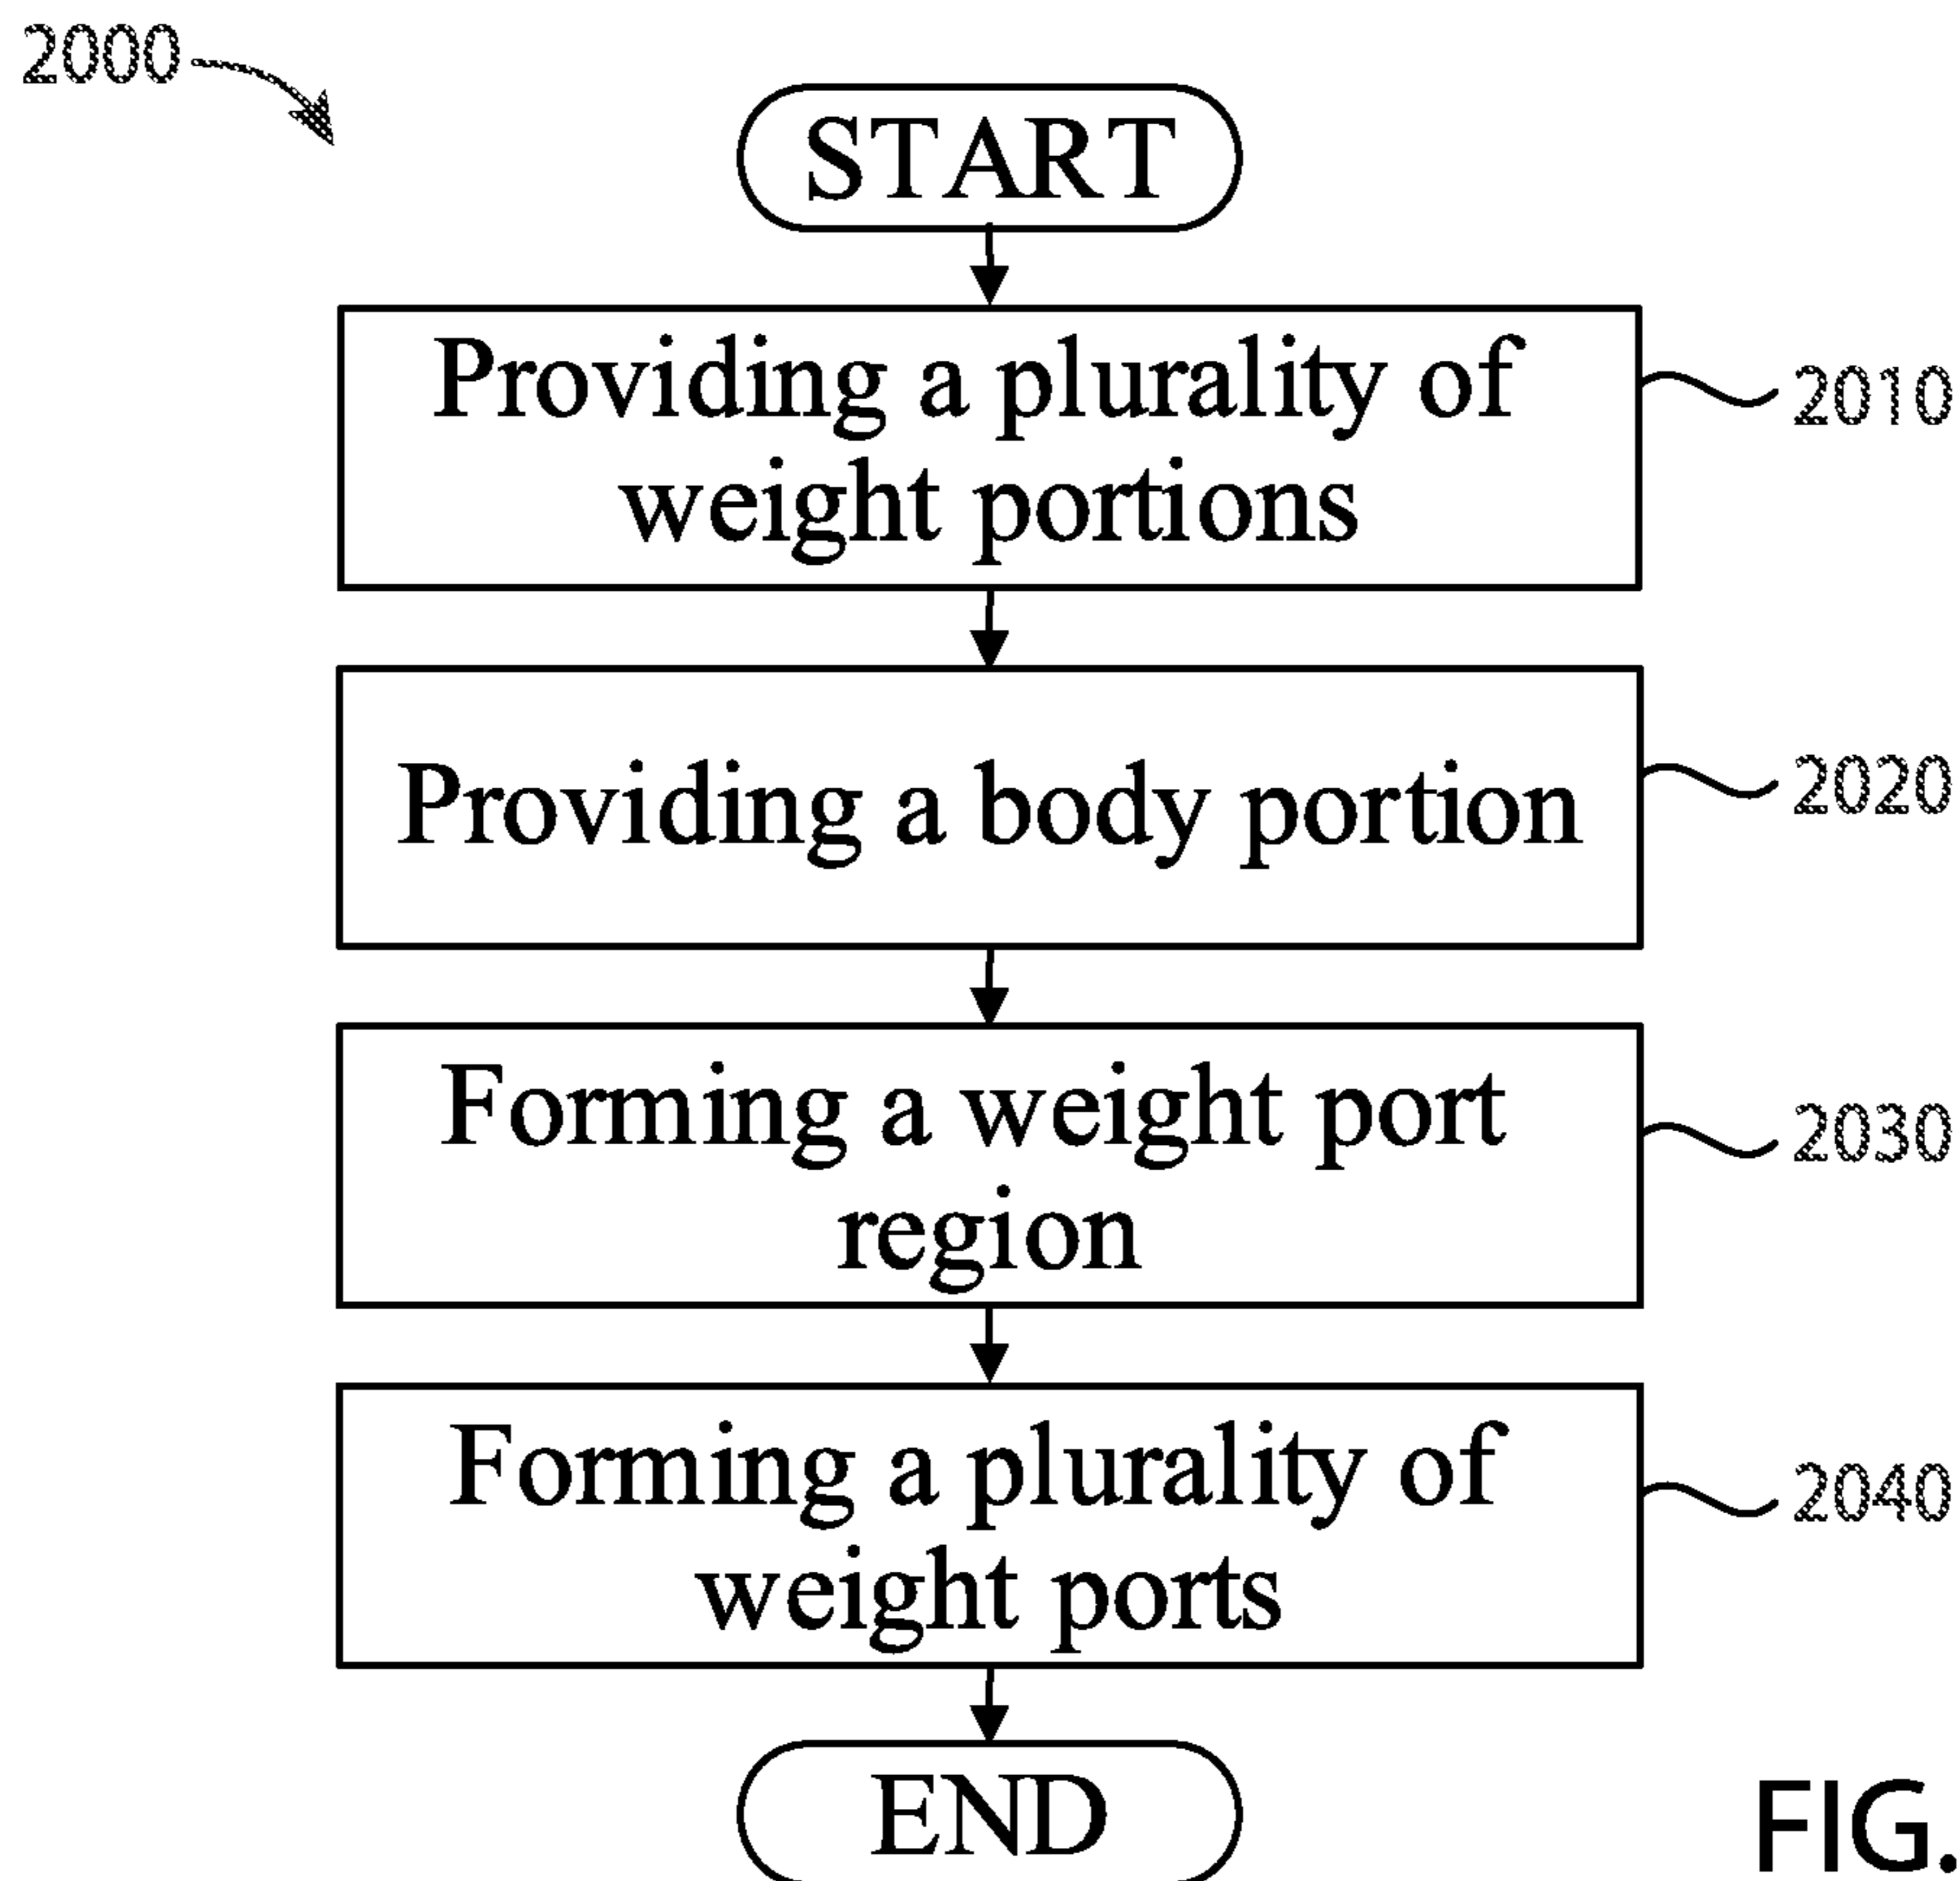 2000
START
Providing a plurality of
weight portions
2010
Providing a body portion
2020
Forming a weight port
region
2030
Forming a plurality of
weight ports
2040
END
FIG.